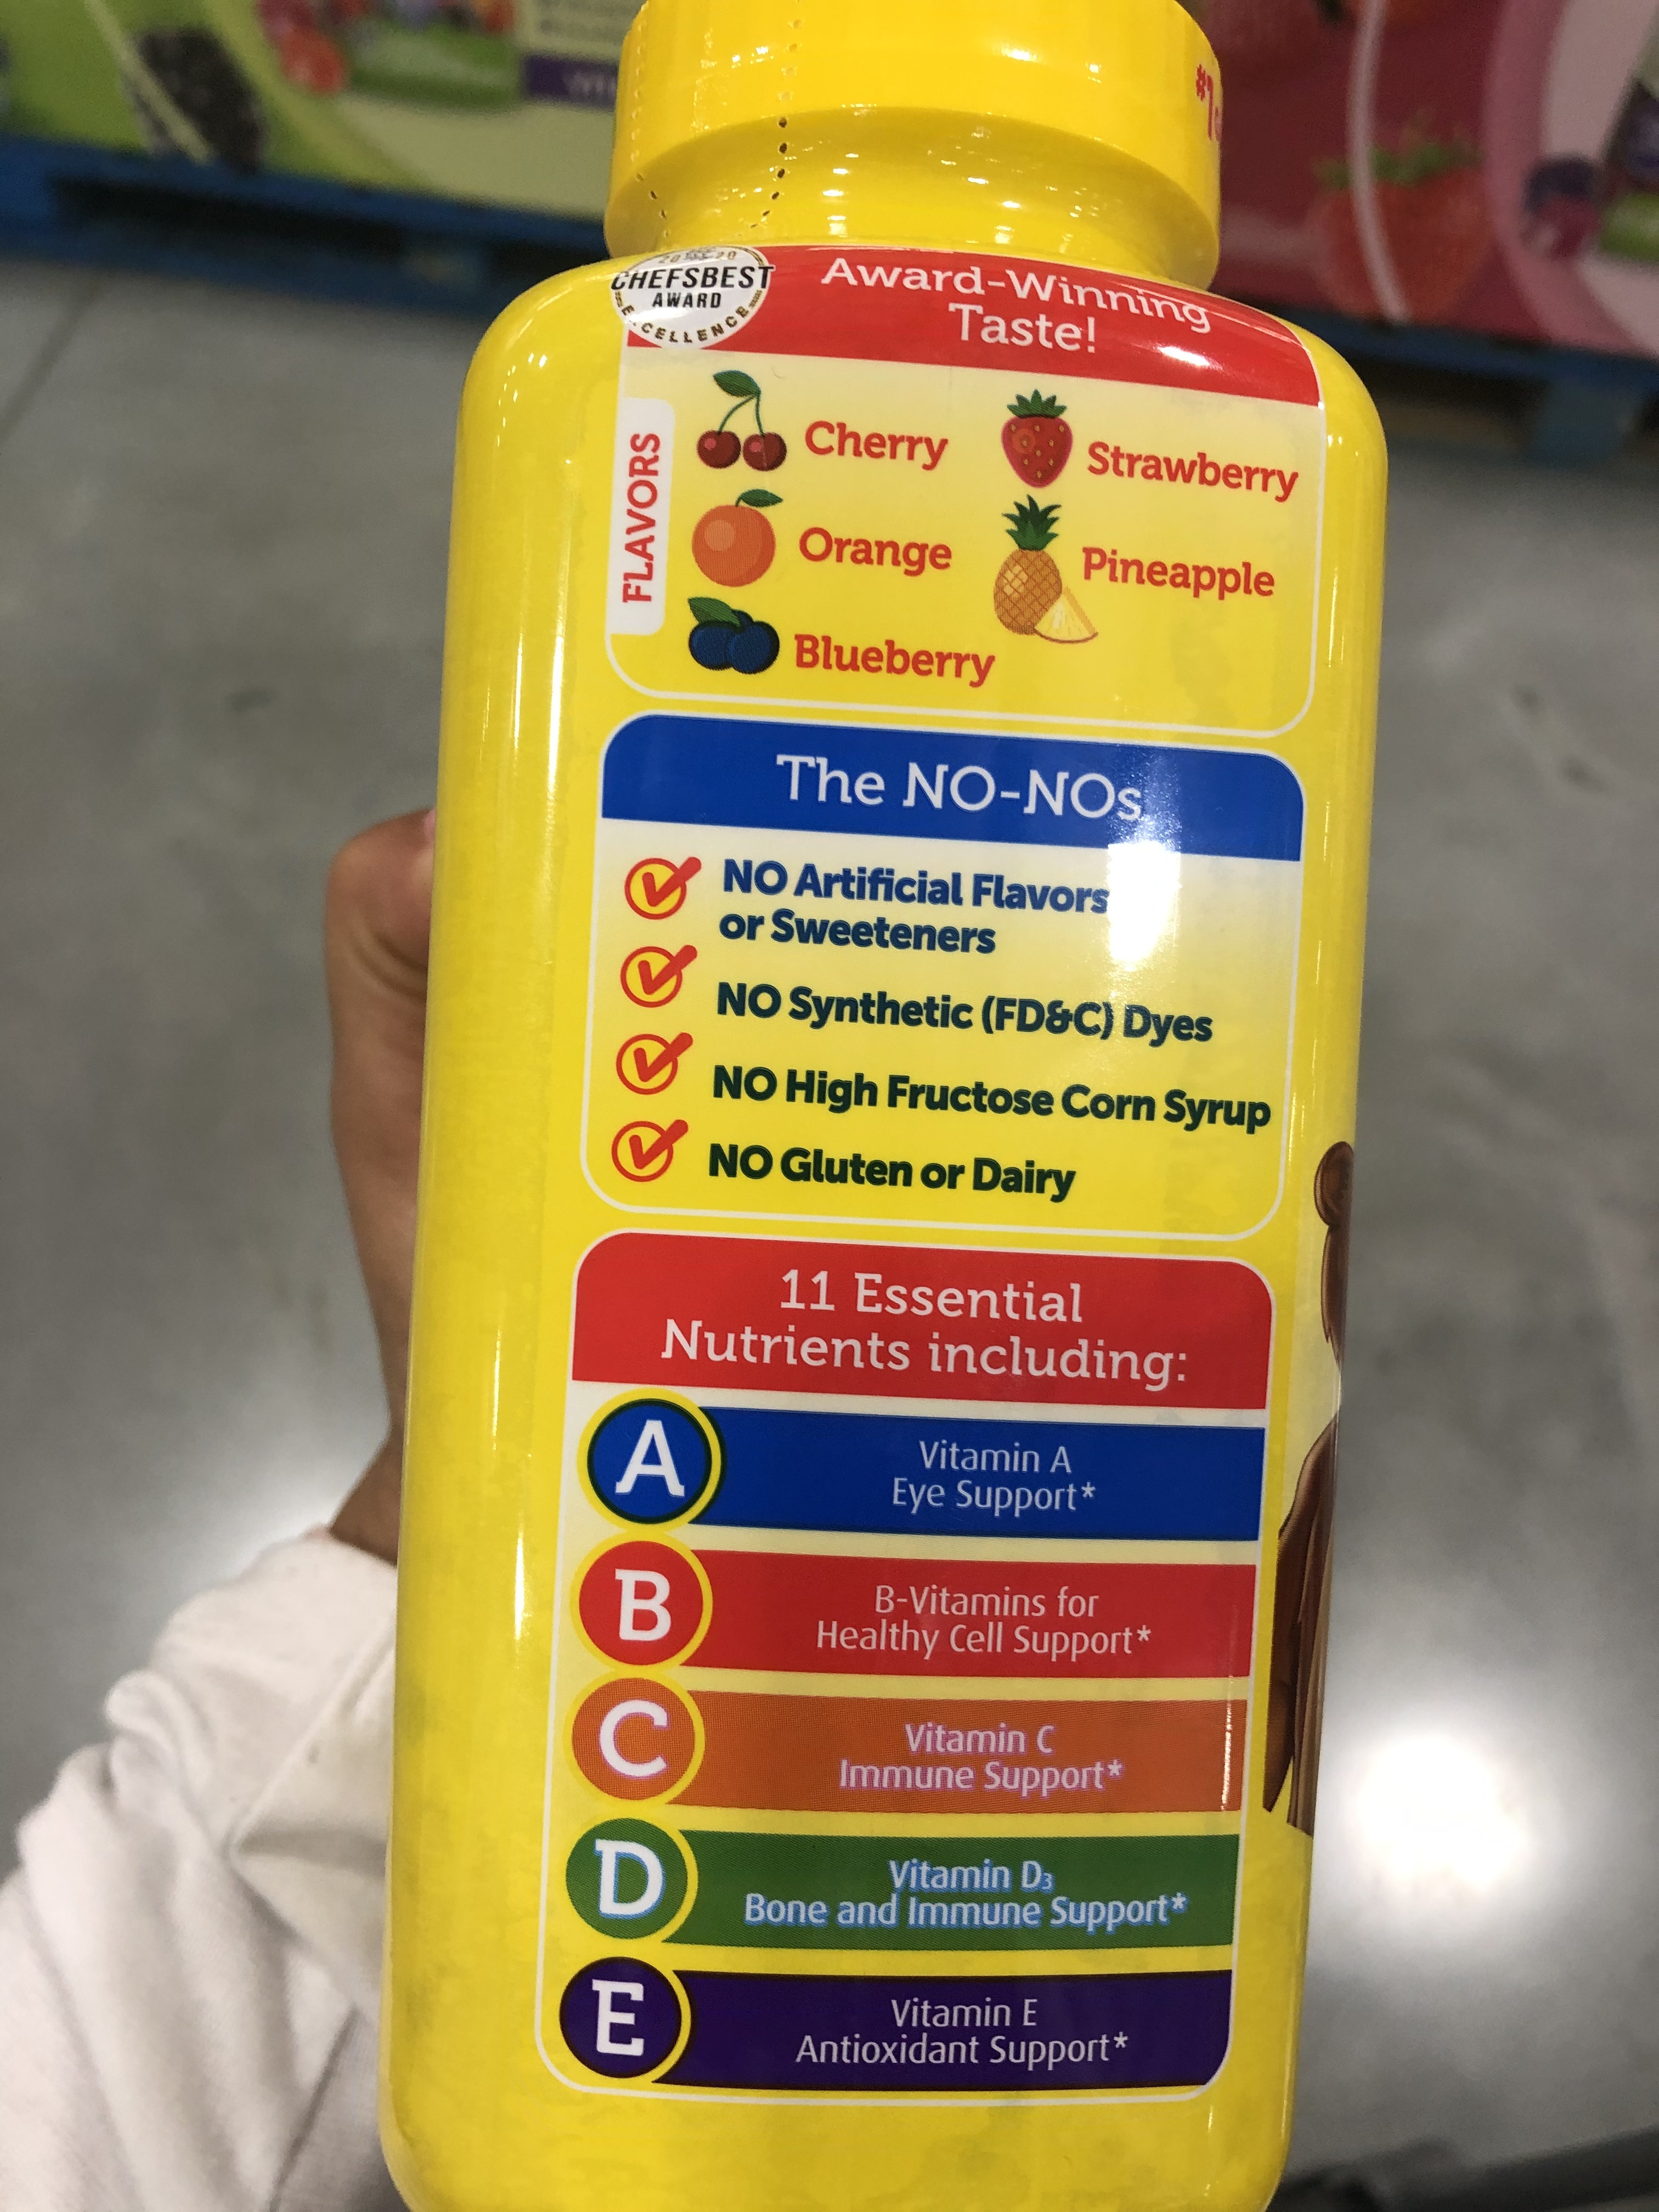 CHEFSBEST
AWARD
EXCELLENCE
Award-Winning
Taste!
FLAVORS
Cherry
Strawberry
Orange
Pineapple
Blueberry
The NO-NOs
NO Artificial Flavors
or Sweeteners
NO Synthetic (FD&C) Dyes
NO High Fructose Corn Syrup
NO Gluten or Dairy
11 Essential
Nutrients including:
A
Vitamin A
Eye Support*
B
B-Vitamins for
Healthy Cell Support*
C
Vitamin C
Immune Support*
D
Vitamin D₃
Bone and Immune Support*
E
Vitamin E
Antioxidant Support*